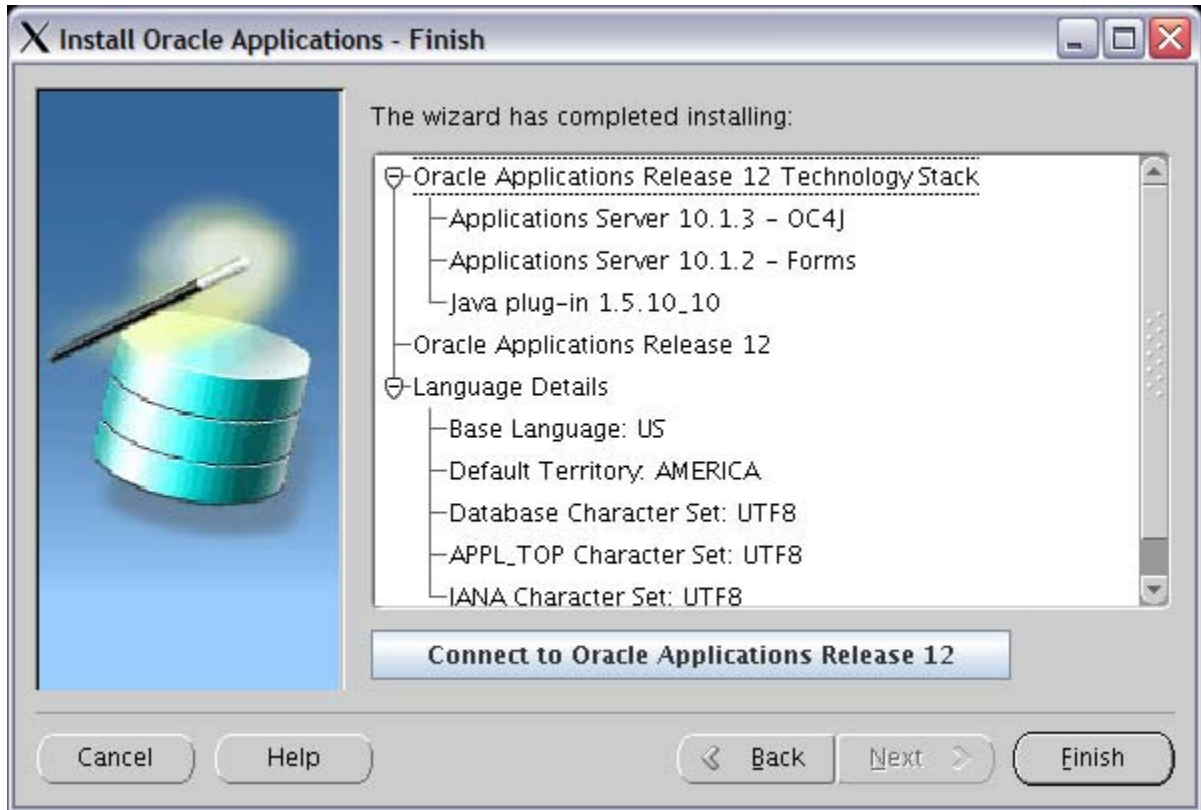 Install Oracle Applications - Finish
The wizard has completed installing:
Oracle Applications Release 12 Technology Stack
Applications Server 10.1.3 - OC4J
Applications Server 10.1.2 - Forms
Java plug-in 1.5.10_10
Oracle Applications Release 12
Language Details
Base Language: US
Default Territory: AMERICA
Database Character Set: UTF8
APPL_TOP Character Set: UTF8
IANA Character Set: UTF8
Connect to Oracle Applications Release 12
Cancel
Help
Back
Next
Finish